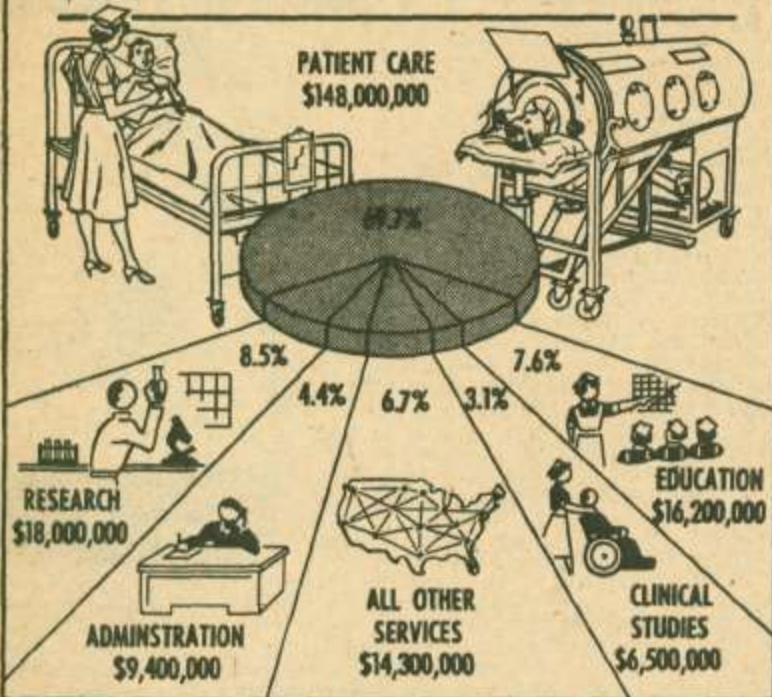 PATIENT CARE
$148,000,000
69.7%
8.5%
4.4%
6.7%
3.1%
7.6%
RESEARCH
$18,000,000
ADMINSTRATION
$9,400,000
ALL OTHER
SERVICES
$14,300,000
CLINICAL
STUDIES
$6,500,000
EDUCATION
$16,200,000